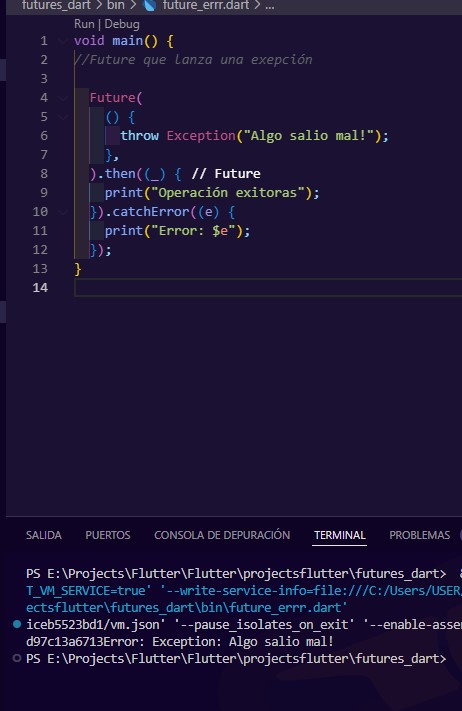 futures_dart > bin > future_errr.dart > ...
Run | Debug
1 void main() {
2 //Future que lanza una exepción
3
4 Future(
5 () {
6 throw Exception("Algo salio mal!");
7 },
8 ).then((_) { // Future
9 print("Operación exitoras");
10 }).catchError((e) {
11 print("Error: $e");
12 });
13 }
14
SALIDA PUERTOS CONSOLA DE DEPURACIÓN TERMINAL PROBLEMAS
PS E:\Projects\Flutter\Flutter\projectsflutter\futures_dart>
T_VM_SERVICE=true' '--write-service-info=file:///C:/Users/USER/
ectsflutter\futures_dart\bin\future_errr.dart'
iceb5523bd1/vm.json' '--pause_isolates_on_exit' '--enable-asser
d97c13a6713Error: Exception: Algo salio mal!
PS E:\Projects\Flutter\Flutter\projectsflutter\futures_dart>